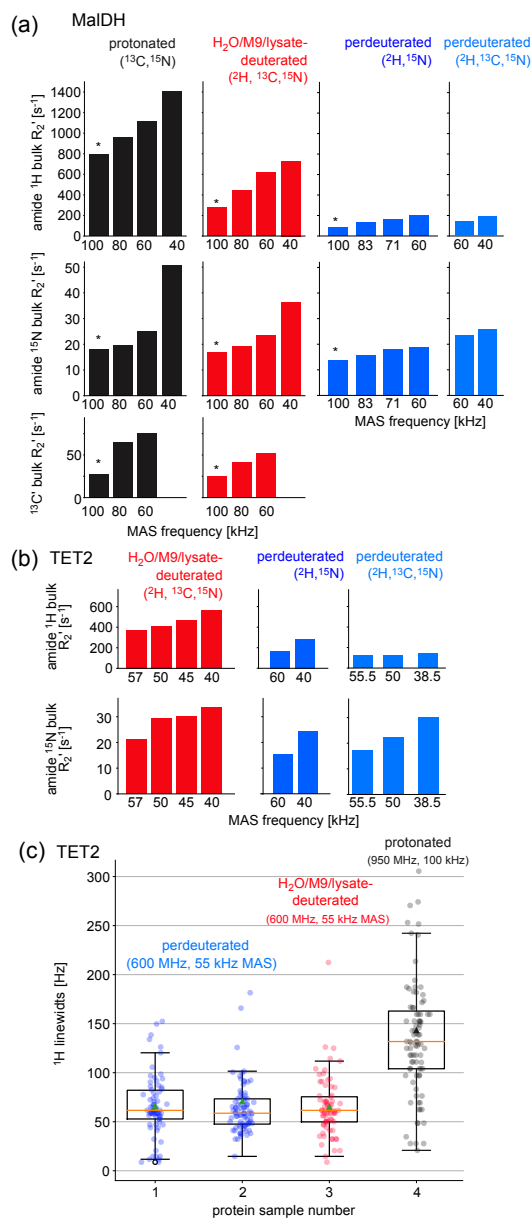 (a) MalDH
protonated
(¹³C,¹⁵N)
H₂O/M9/lysate-
deuterated
(²H, ¹³C,¹⁵N)
perdeuterated
(²H,¹⁵N)
perdeuterated
(²H,¹³C,¹⁵N)
amide ¹H bulk R₂' [s⁻¹]
1400
1200
1000
800
600
400
200
0
*
*
*
100 80 60 40
100 80 60 40
100 83 71 60
60 40
amide ¹⁵N bulk R₂' [s⁻¹]
50
40
30
20
10
0
*
*
*
100 80 60 40
100 80 60 40
100 83 71 60
60 40
MAS frequency [kHz]
¹³C' bulk R₂' [s⁻¹]
50
0
*
*
100 80 60
100 80 60
MAS frequency [kHz]
(b) TET2
H₂O/M9/lysate-
deuterated
(²H, ¹³C,¹⁵N)
perdeuterated
(²H,¹⁵N)
perdeuterated
(²H,¹³C,¹⁵N)
amide ¹H bulk
R₂' [s⁻¹]
600
400
200
0
57 50 45 40
60 40
55.5 50 38.5
amide ¹⁵N bulk
R₂' [s⁻¹]
30
20
10
0
57 50 45 40
60 40
55.5 50 38.5
MAS frequency [kHz]
(c) TET2
protonated
(950 MHz, 100 kHz)
H₂O/M9/lysate-
deuterated
(600 MHz, 55 kHz MAS)
perdeuterated
(600 MHz, 55 kHz MAS)
¹H linewidts [Hz]
300
250
200
150
100
50
0
1 2 3 4
protein sample number